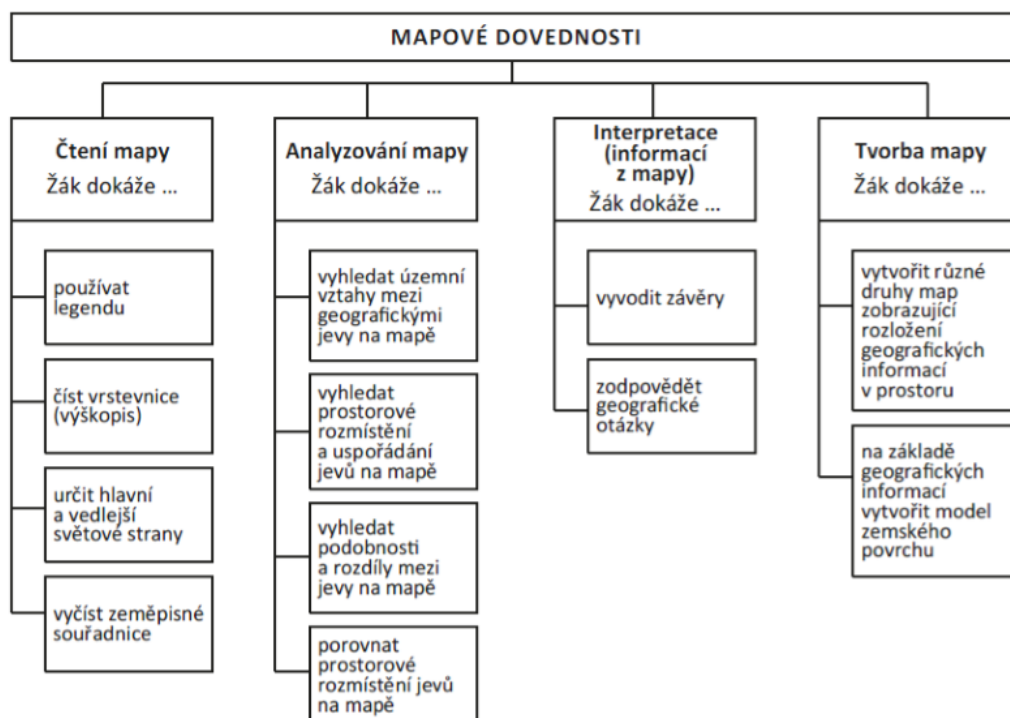 MAPOVÉ DOVEDNOSTI
Čtení mapy
Žák dokáže ...
používat
legendu
číst vrstevnice
(výškopis)
určit hlavní
a vedlejší
světové strany
vyčíst zeměpisné
souřadnice
Analyzování mapy
Žák dokáže ...
vyhledat územní
vztahy mezi
geografickými
jevy na mapě
vyhledat
prostorové
rozmístění
a uspořádání
jevů na mapě
vyhledat
podobnosti
a rozdíly mezi
jevy na mapě
porovnat
prostorové
rozmístění jevů
na mapě
Interpretace
(informací
z mapy)
Žák dokáže ...
vyvodit závěry
zodpovědět
geografické
otázky
Tvorba mapy
Žák dokáže ...
vytvořit různé
druhy map
zobrazující
rozložení
geografických
informací
v prostoru
na základě
geografických
informací
vytvořit model
zemského
povrchu